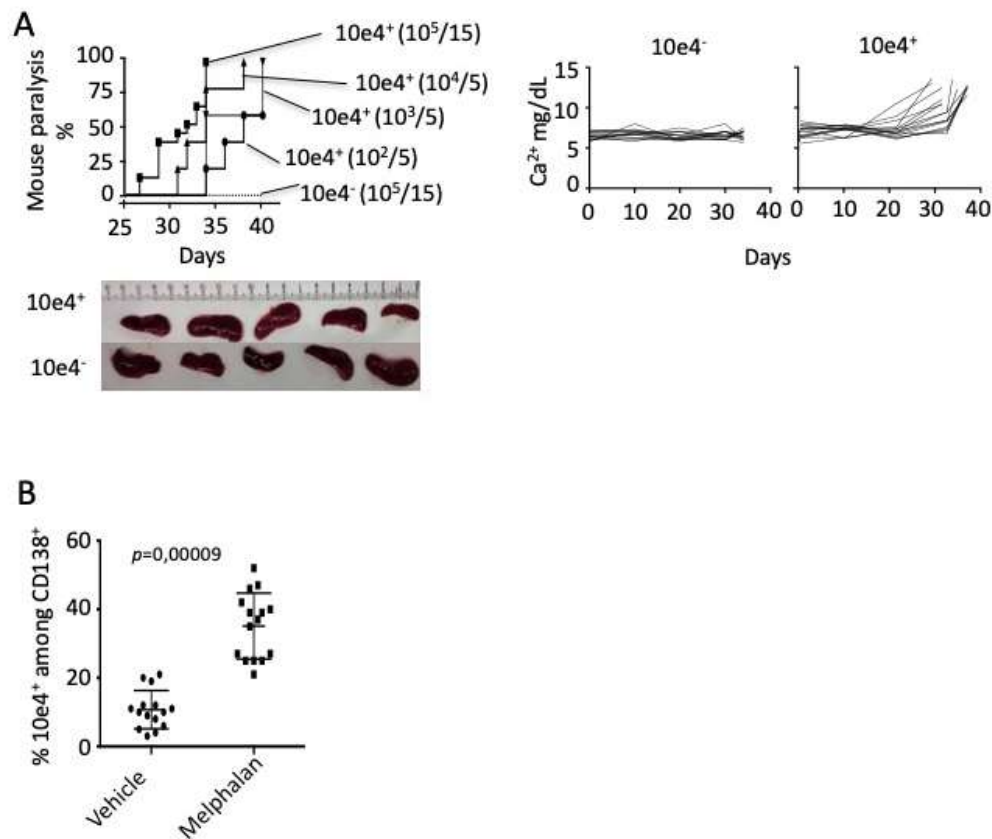 A
10e4⁺ (10⁵/15)
10e4⁺ (10⁴/5)
10e4⁺ (10³/5)
10e4⁺ (10²/5)
10e4⁻ (10⁵/15)
Mouse paralysis
%
100
75
50
25
0
25 30 35 40
Days
10e4⁻ 10e4⁺
Ca²⁺ mg/dL
15
10
5
0
0 10 20 30 40 0 10 20 30 40
Days
10e4⁺
10e4⁻
B
% 10e4⁺ among CD138⁺
60
40
20
0
p=0,00009
Vehicle
Melphalan